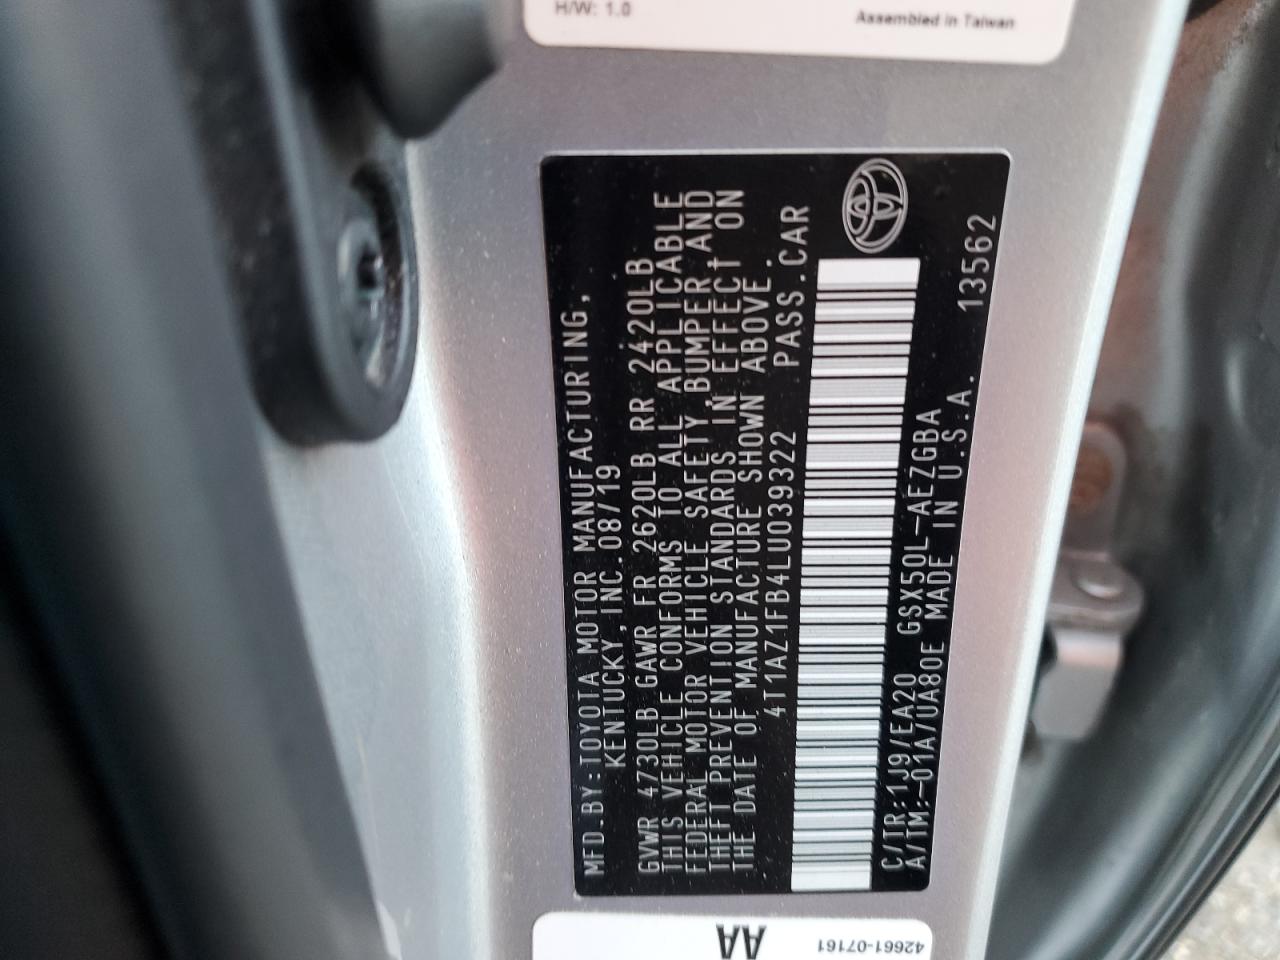 H/W: 1.0
Assembled in Taiwan
MFD.BY:TOYOTA MOTOR MANUFACTURING,
KENTUCKY,INC.08/19
GVWR 4730LB GAWR FR 2620LB RR 2420LB
THIS VEHICLE CONFORMS TO ALL APPLICABLE
FEDERAL MOTOR VEHICLE SAFETY,BUMPER,AND
THEFT PREVENTION STANDARDS IN EFFECT ON
THE DATE OF MANUFACTURE SHOWN ABOVE.
4T1AZ1FB4LU039322 PASS.CAR
C/TR:1J9/EA20 GSX50L-AEZGBA
A/TM:-01A/UA80E MADE IN U.S.A. 13562
AA
42661-07161